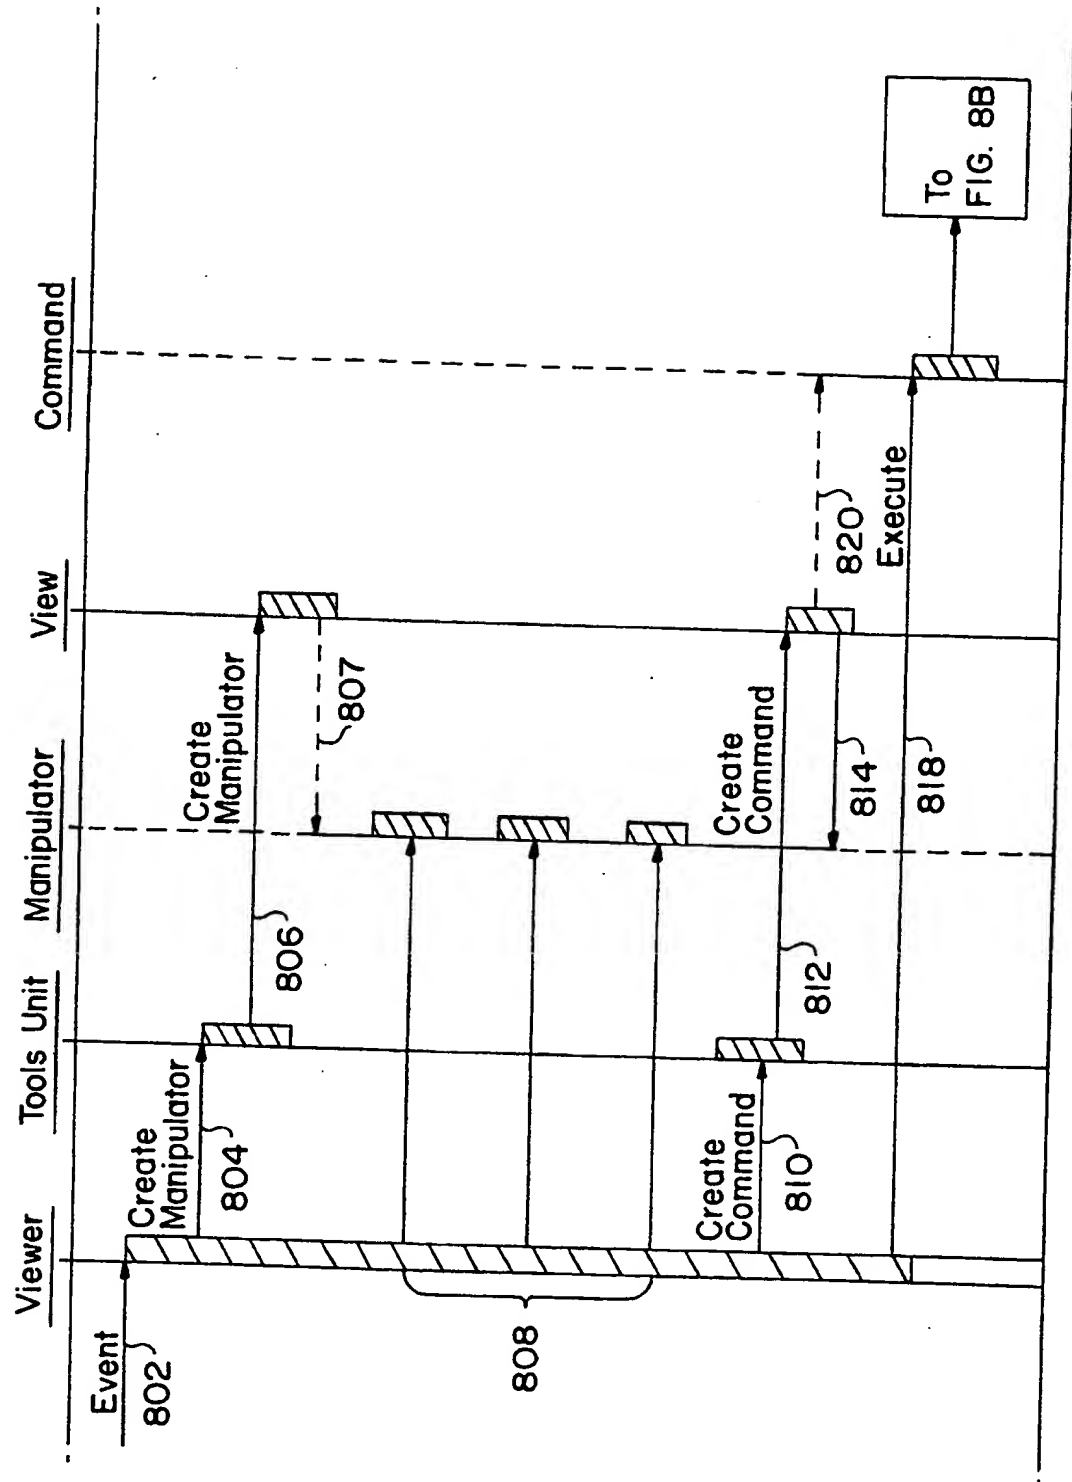 Viewer
Tools Unit
Manipulator
View
Command
Event
802
Create
Manipulator
804
806
Create
Manipulator
807
808
Create
Command
810
812
Create
Command
814
820
818
Execute
To
FIG. 8B